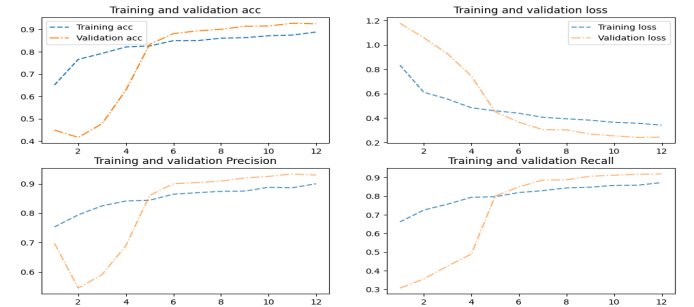 Training and validation acc
0.9
0.8
0.7
0.6
0.5
0.4
Training acc
Validation acc
2 4 6 8 10 12
Training and validation loss
1.2
1.0
0.8
0.6
0.4
0.2
Training loss
Validation loss
2 4 6 8 10 12
Training and validation Precision
0.9
0.8
0.7
0.6
2 4 6 8 10 12
Training and validation Recall
0.9
0.8
0.7
0.6
0.5
0.4
0.3
2 4 6 8 10 12